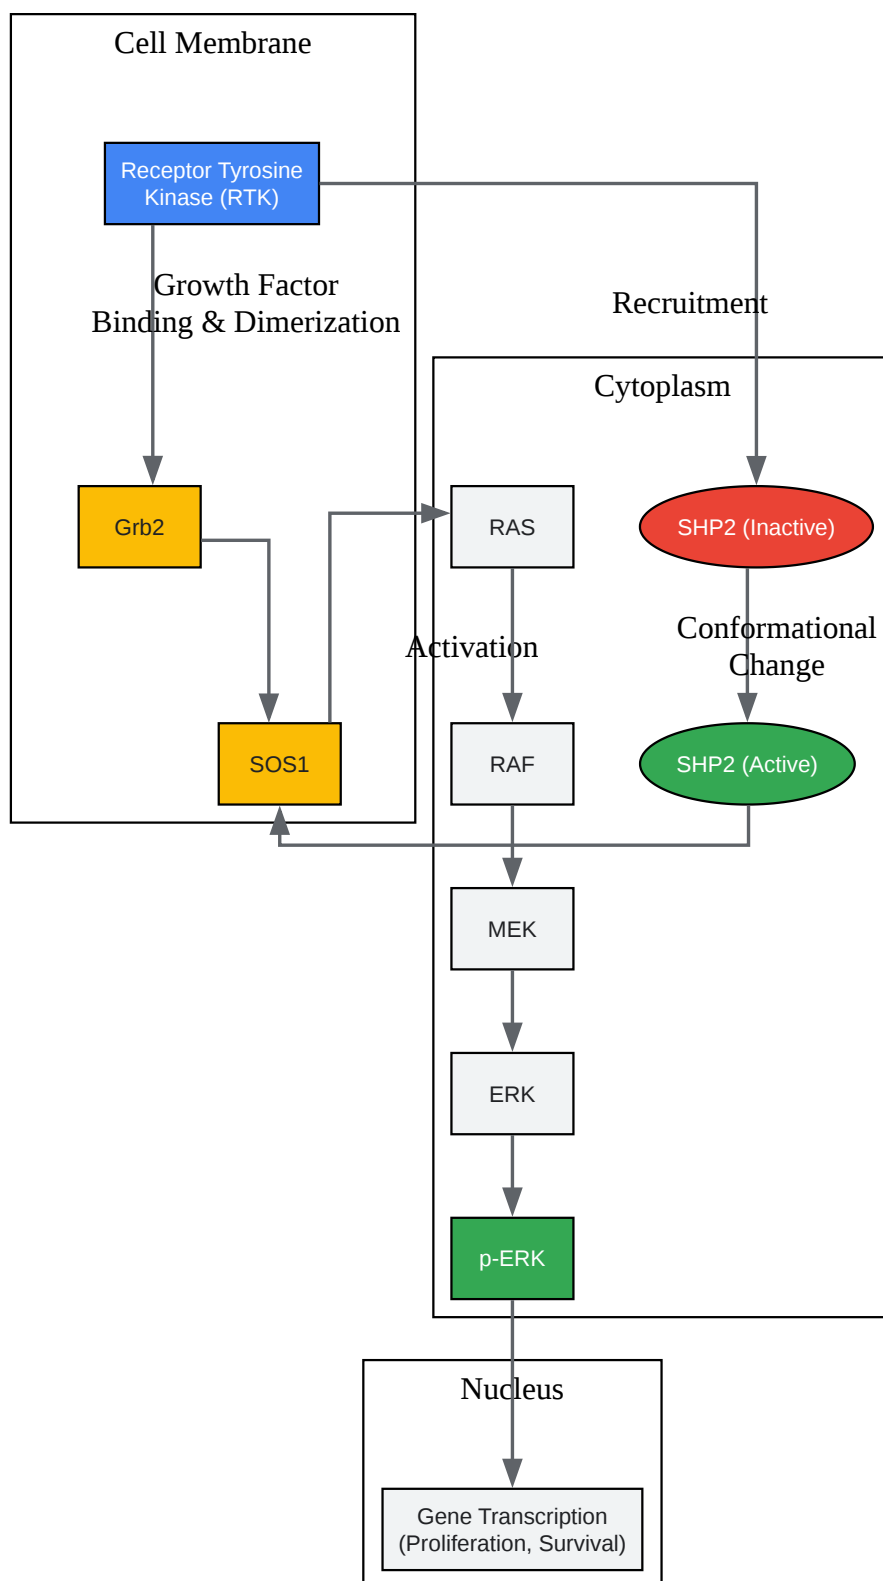 Cell Membrane
Receptor Tyrosine
Kinase (RTK)
Growth Factor
Binding & Dimerization
Recruitment
Cytoplasm
Grb2
RAS
SHP2 (Inactive)
Activation
Conformational
Change
SOS1
RAF
SHP2 (Active)
MEK
ERK
p-ERK
Nucleus
Gene Transcription
(Proliferation, Survival)